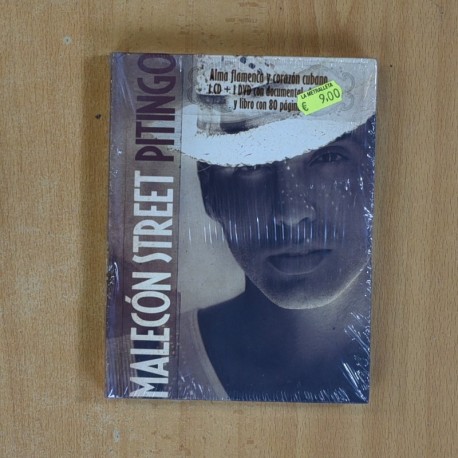 MALECÓN STREET
PITINGO
Alma flamenca y corazón cubano
1 CD + 1 DVD con documental
y libro con 80 págin
LA METRALLETA
€ 9,00